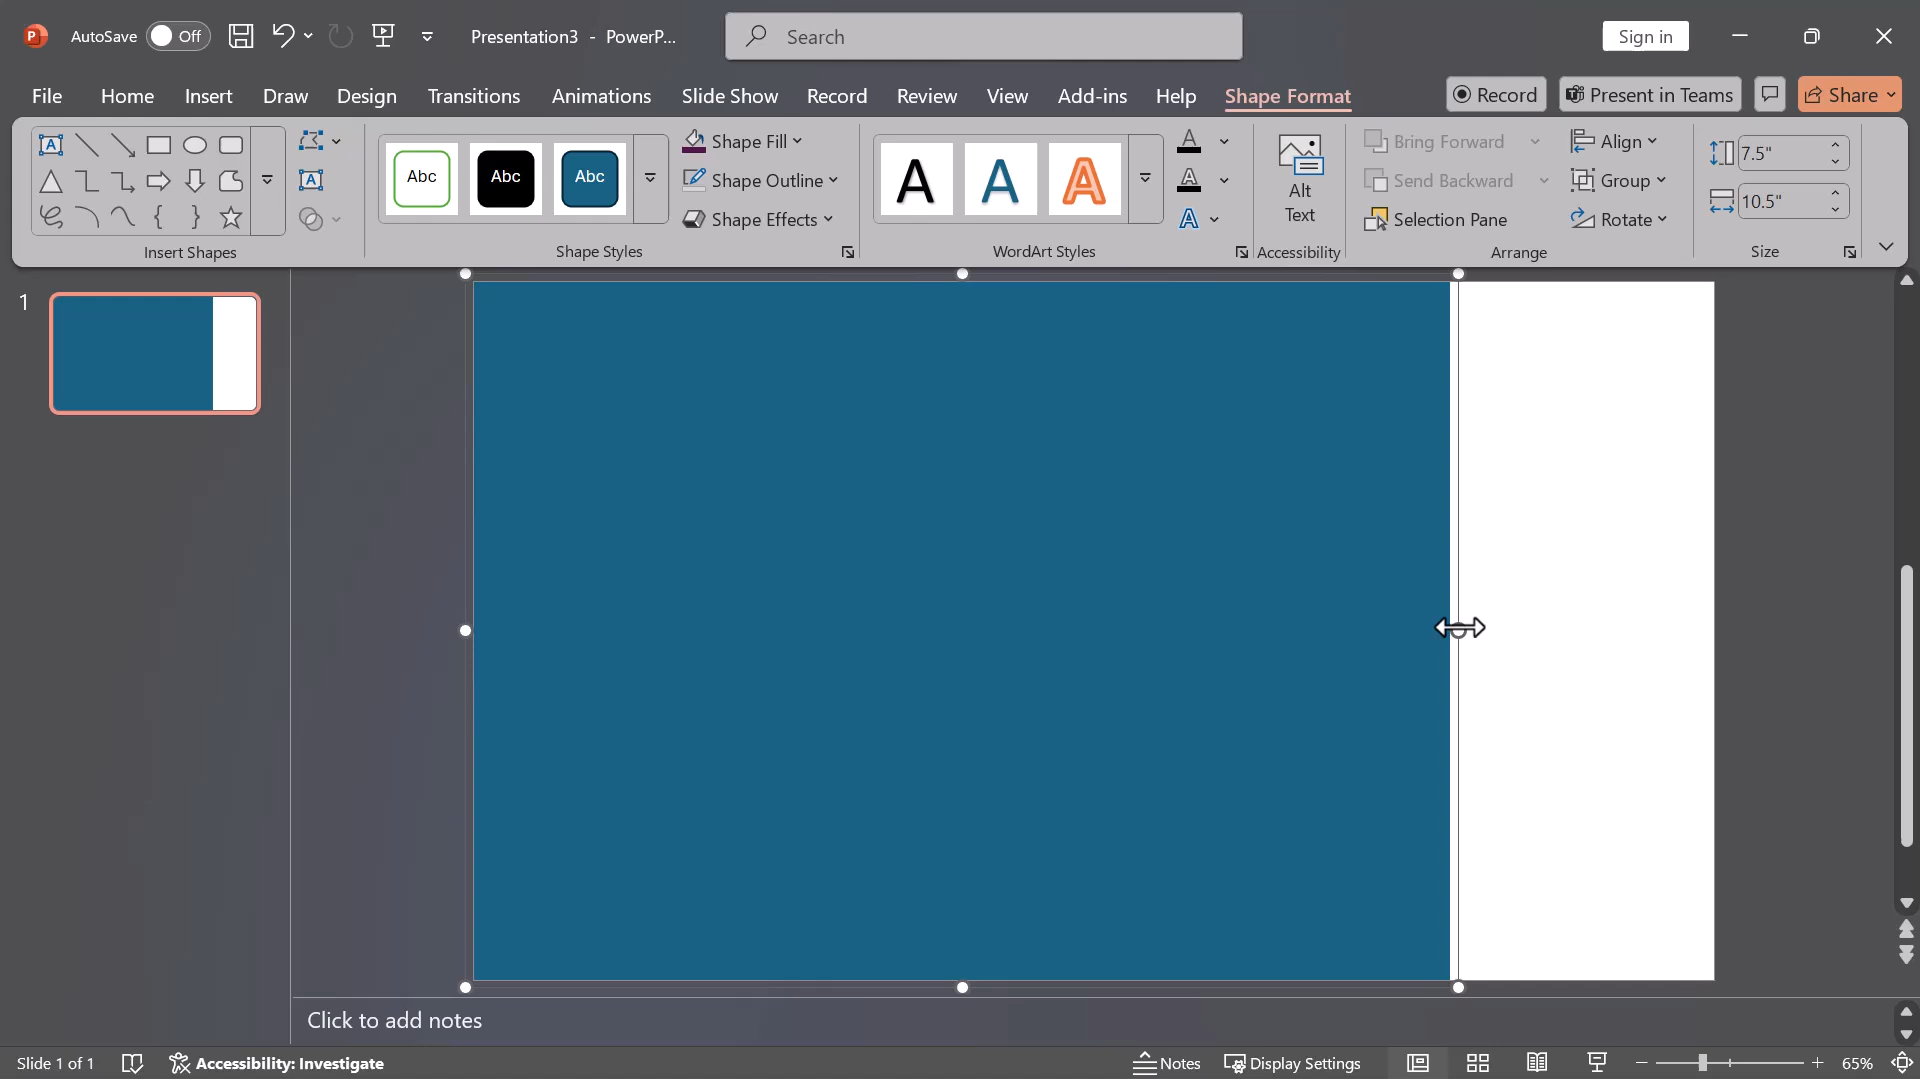 AutoSave Off Presentation3 - PowerP... Search Sign in
File Home Insert Draw Design Transitions Animations Slide Show Record Review View Add-ins Help Shape Format Record Present in Teams Share
Abc Abc Abc
Shape Fill
Shape Outline
Shape Effects
A A A
A
A
A
Alt
Text
Bring Forward
Send Backward
Selection Pane
Align
Group
Rotate
7.5"
10.5"
Insert Shapes Shape Styles WordArt Styles Accessibility Arrange Size
1
Click to add notes
Slide 1 of 1 Accessibility: Investigate Notes Display Settings 65%